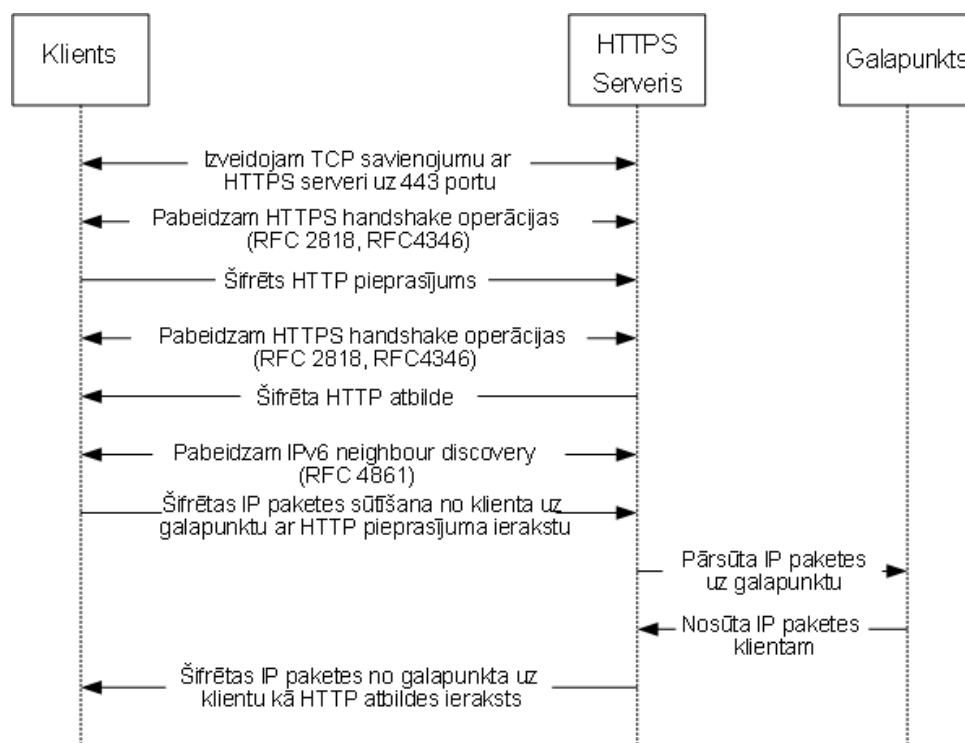 Klients
HTTPS
Serveris
Galapunkts
Izveidojam TCP savienojumu ar
HTTPS serveri uz 443 portu
Pabeidzam HTTPS handshake operācijas
(RFC 2818, RFC4346)
Šifrēts HTTP pieprasījums
Pabeidzam HTTPS handshake operācijas
(RFC 2818, RFC4346)
Šifrēta HTTP atbilde
Pabeidzam IPv6 neighbour discovery
(RFC 4861)
Šifrētas IP paketes sūtīšana no klienta uz
galapunktu ar HTTP pieprasījuma ierakstu
Pārsūta IP paketes
uz galapunktu
Nosūta IP paketes
klientam
Šifrētas IP paketes no galapunkta uz
klientu kā HTTP atbildes ieraksts